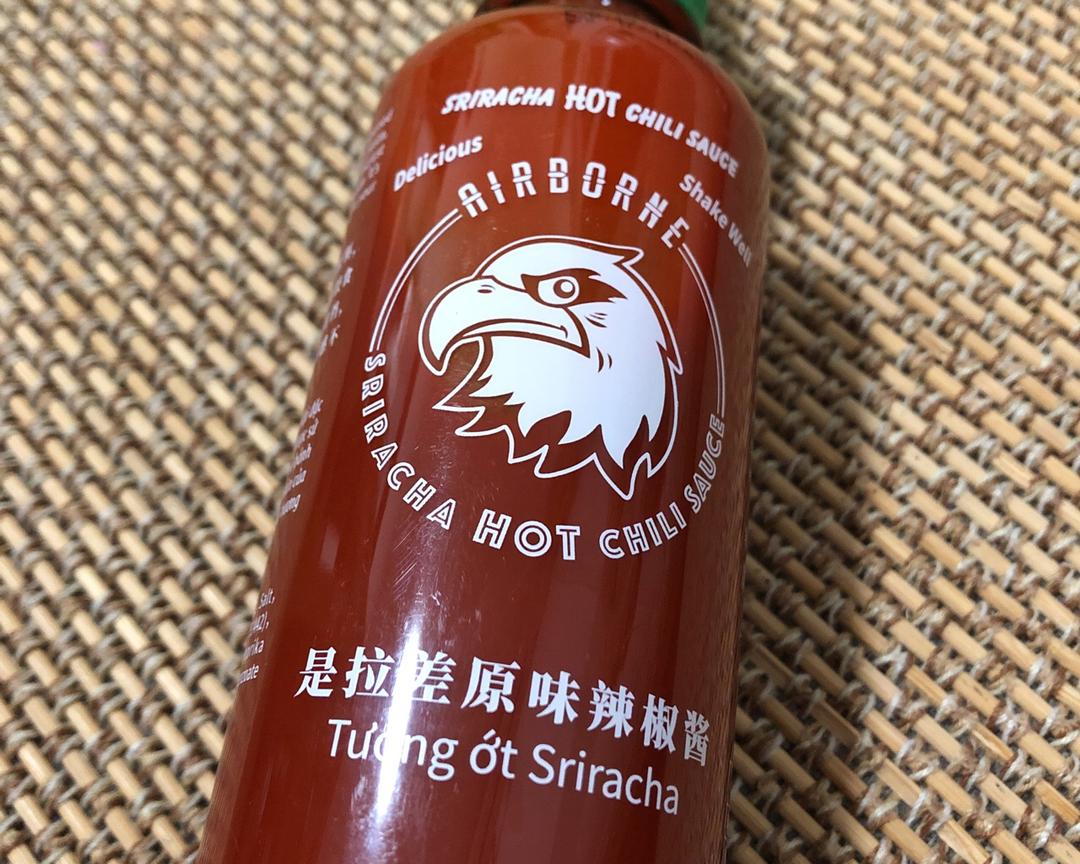 SRIRACHA HOT CHILI SAUCE
Delicious
Shake Well
AIRBORNE
SRIRACHA HOT CHILI SAUCE
是拉差原味辣椒酱
Tương ớt Sriracha
Salt,